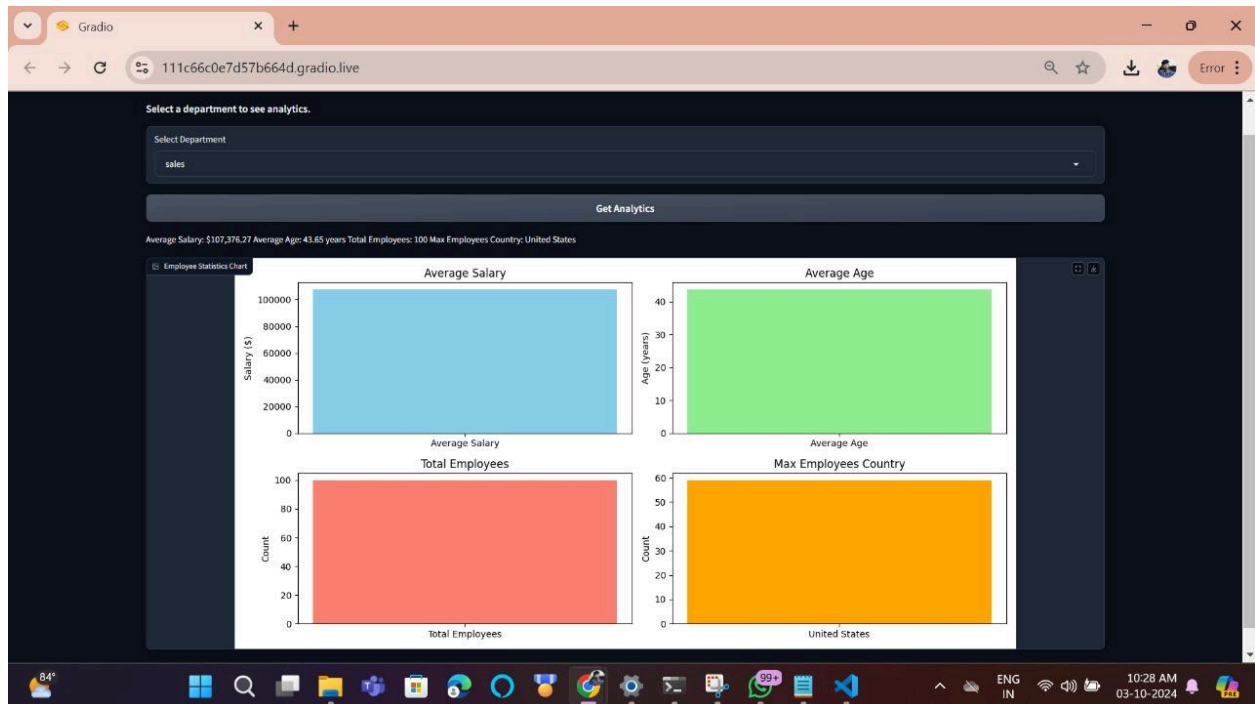 Gradio
111c66c0e7d57b664d.gradio.live
Error
Select a department to see analytics.
Select Department
sales
Get Analytics
Average Salary: $107,376.27 Average Age: 43.65 years Total Employees: 100 Max Employees Country: United States
Employee Statistics Chart
Average Salary
100000
80000
60000
40000
20000
0
Salary ($)
Average Salary
Average Age
40
30
20
10
0
Age (years)
Average Age
Total Employees
100
80
60
40
20
0
Count
Total Employees
Max Employees Country
60
50
40
30
20
10
0
Count
United States
84°
99+
ENG
IN
10:28 AM
03-10-2024
PRE